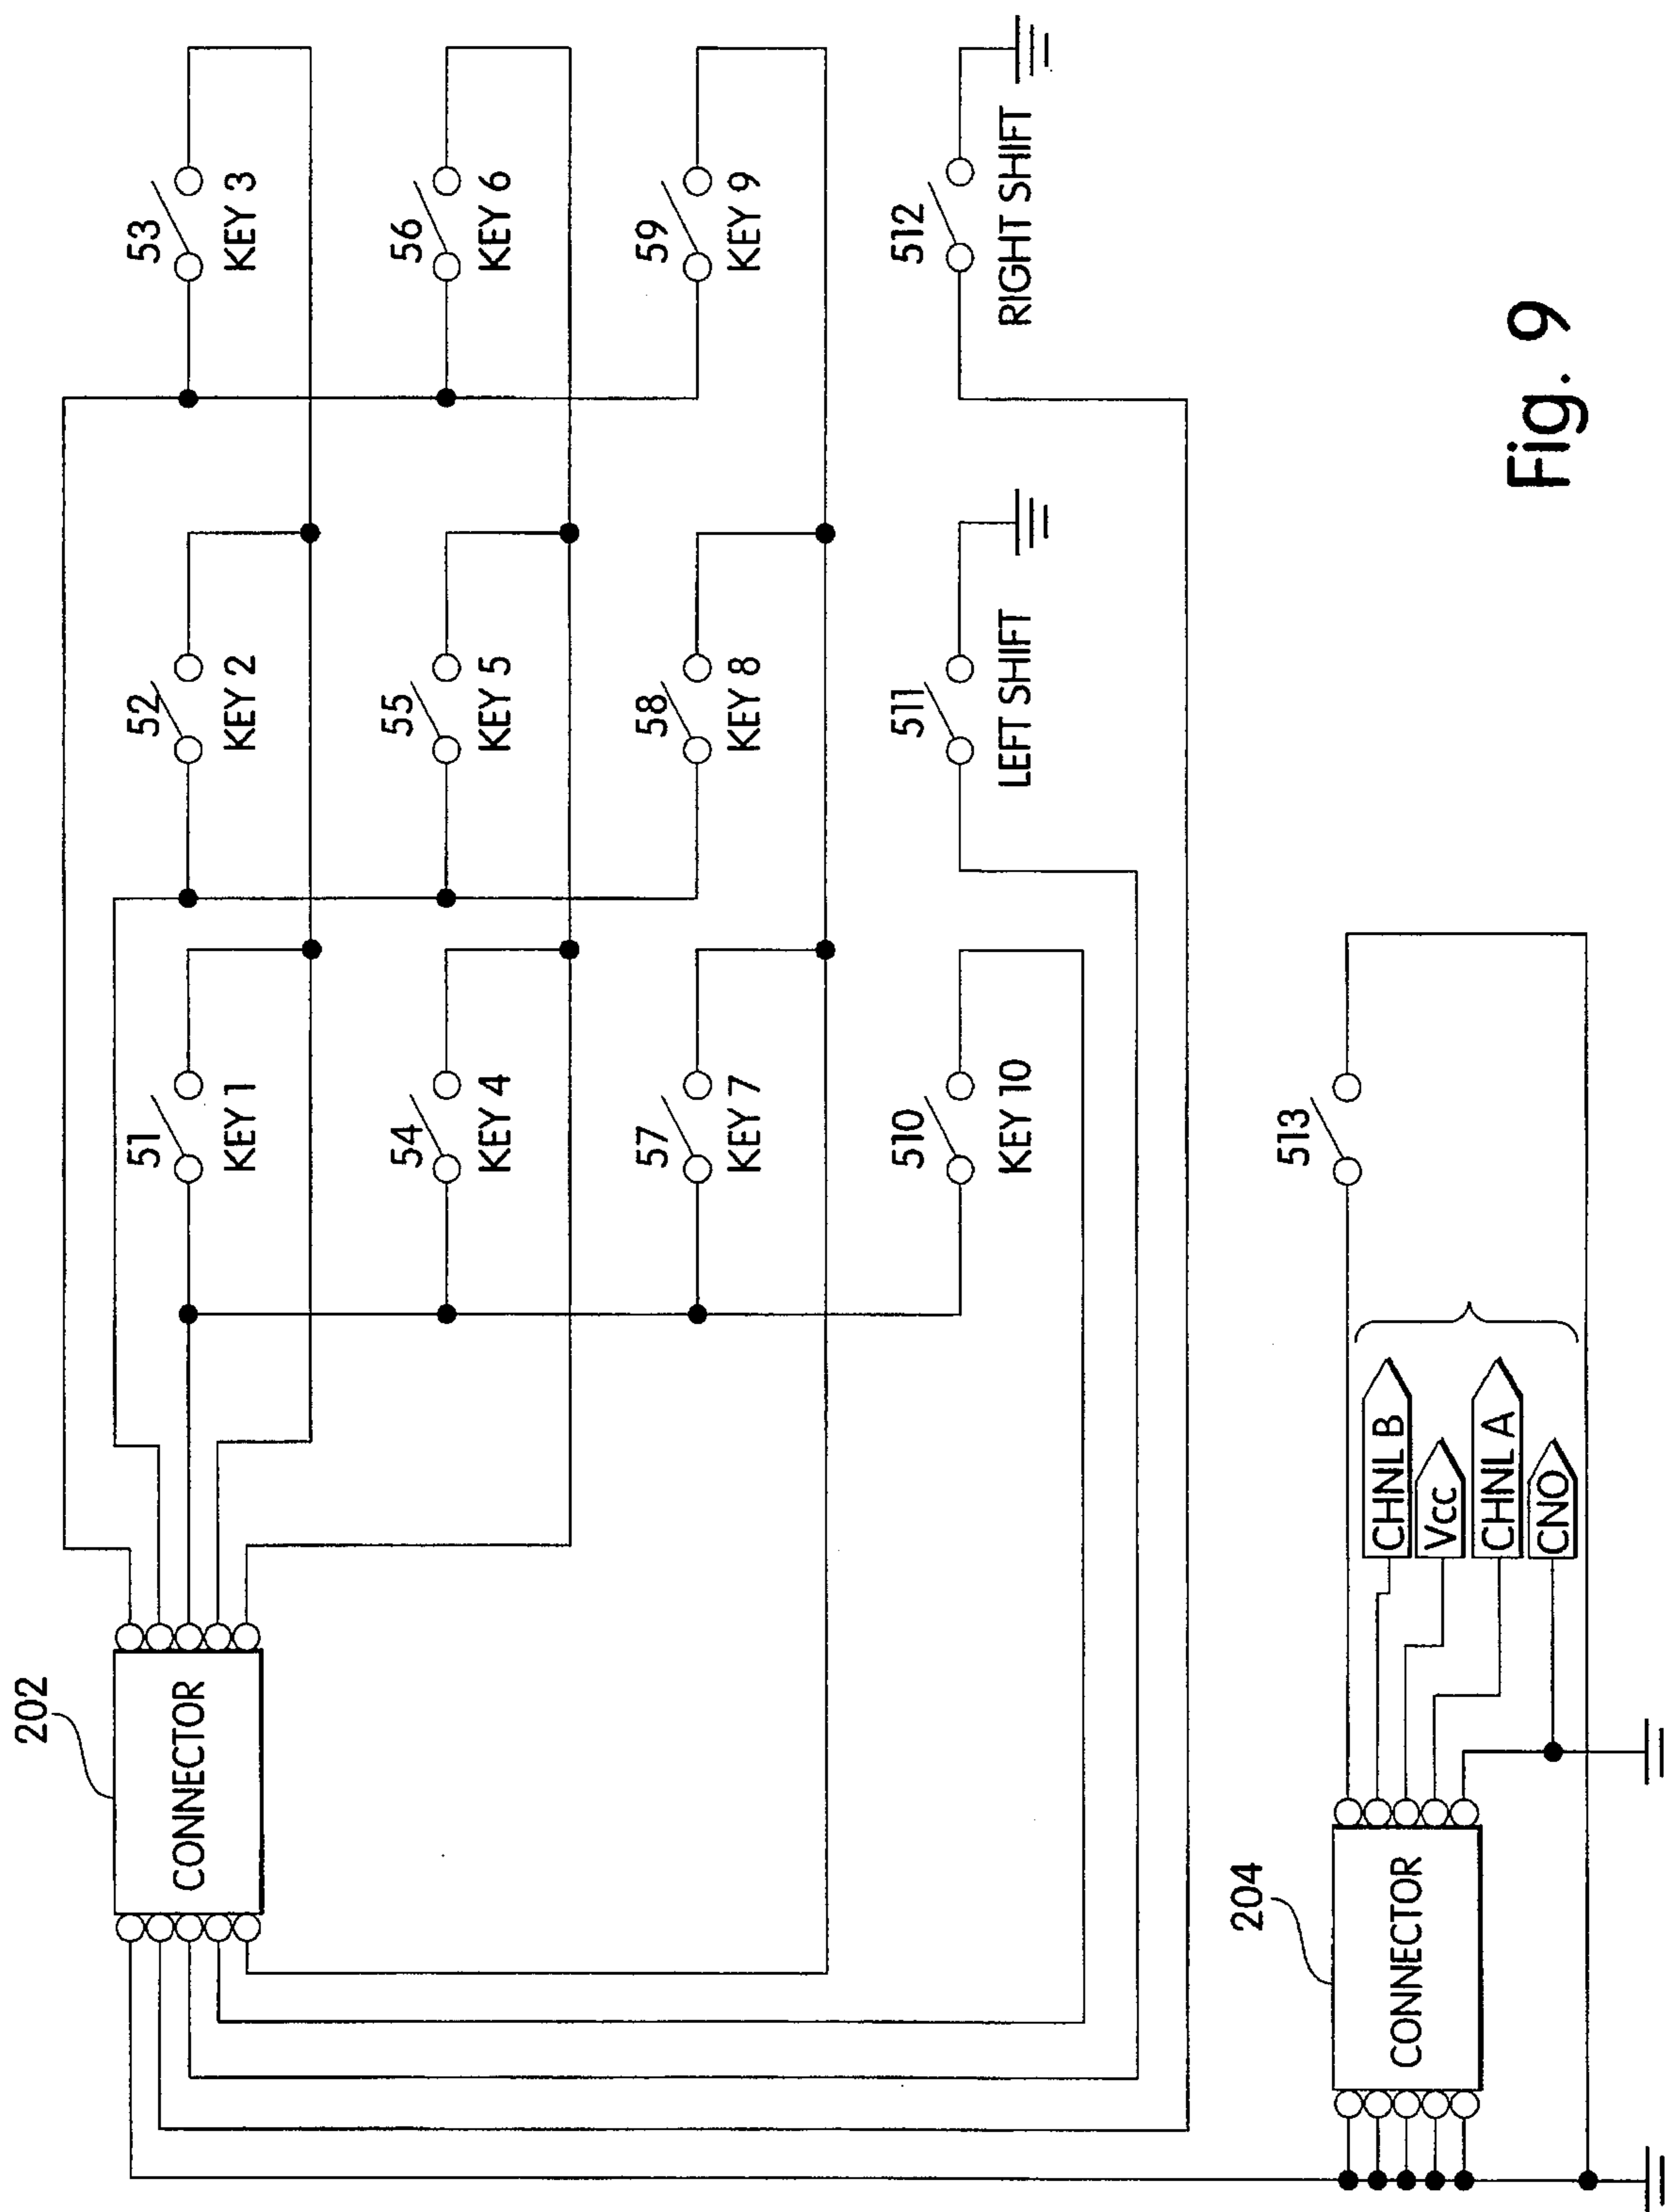 202
CONNECTOR
51
KEY 1
52
KEY 2
53
KEY 3
54
KEY 4
55
KEY 5
56
KEY 6
57
KEY 7
58
KEY 8
59
KEY 9
510
KEY 10
511
LEFT SHIFT
512
RIGHT SHIFT
204
CONNECTOR
513
CHNL B
Vcc
CHNL A
CNO
Fig. 9